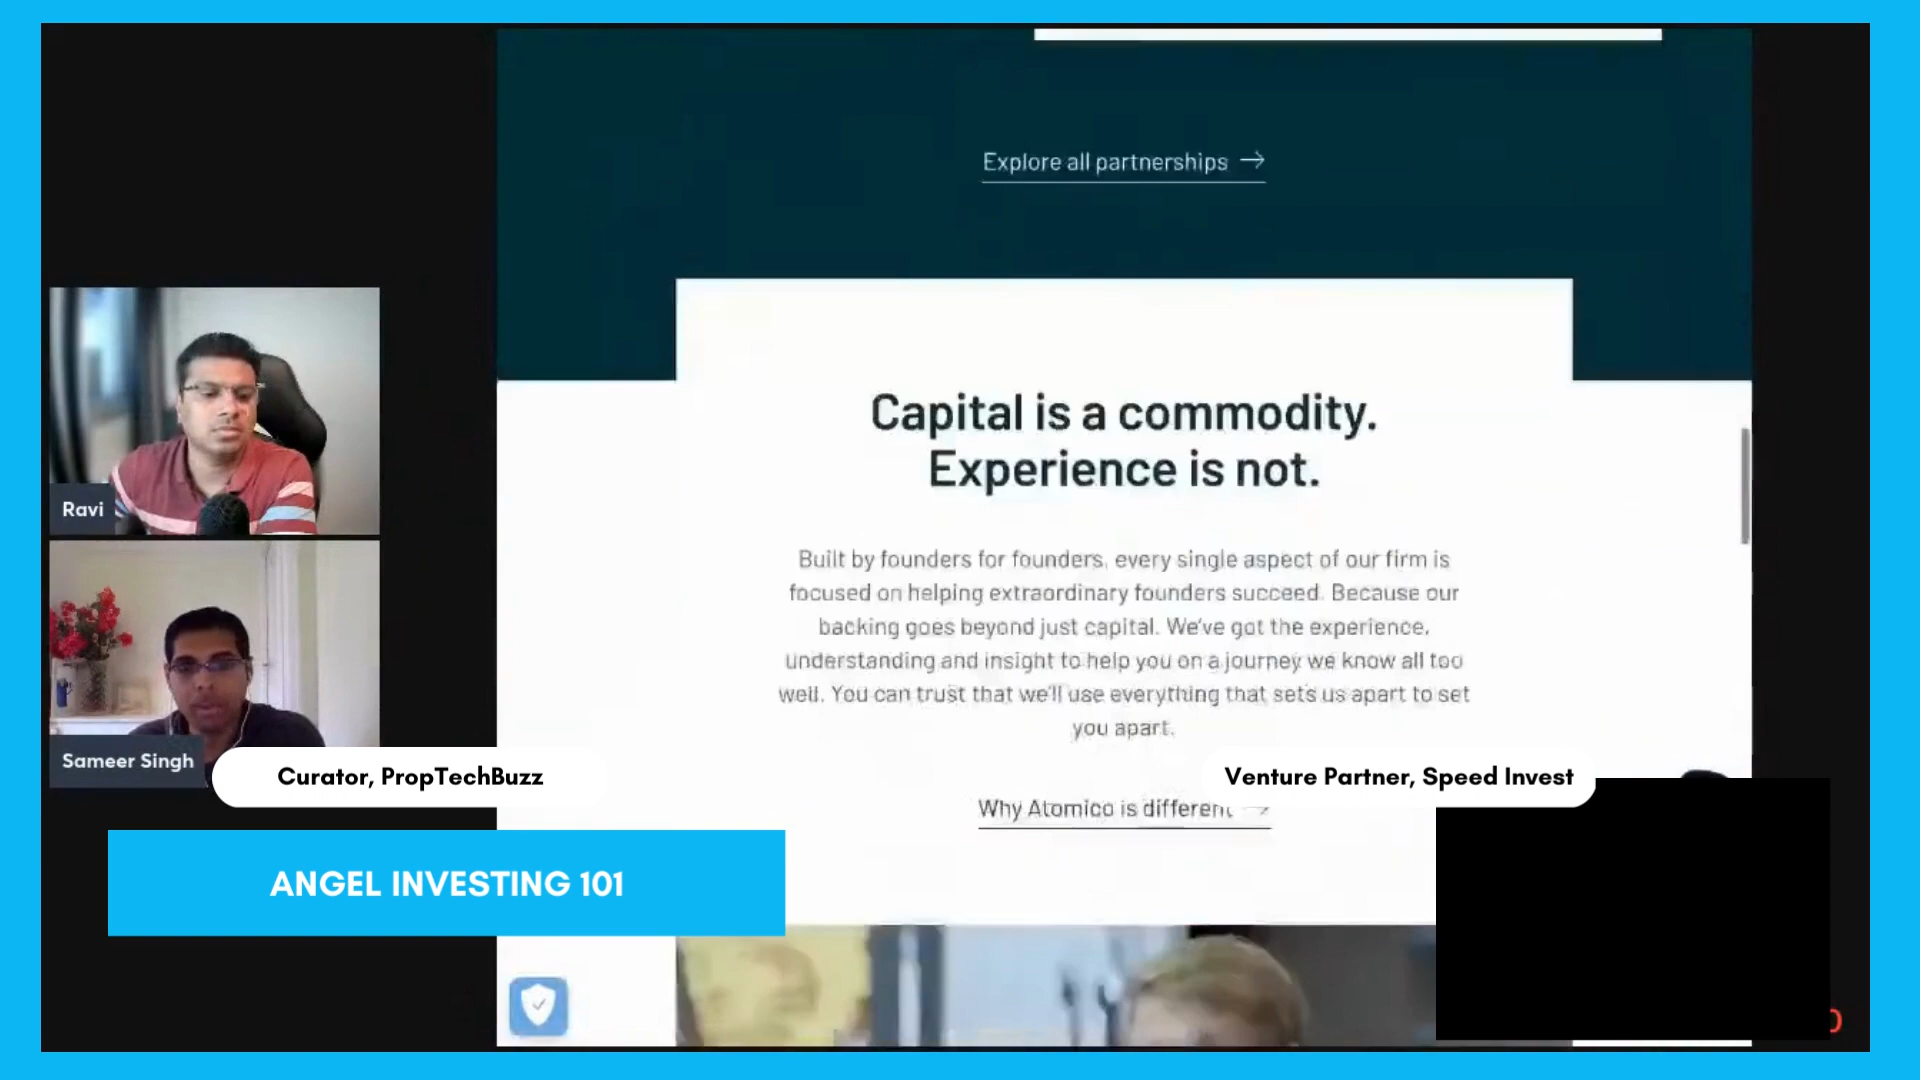 Explore all partnerships →
Capital is a commodity.
Experience is not.
Built by founders for founders, every single aspect of our firm is
focused on helping extraordinary founders succeed. Because our
backing goes beyond just capital. We've got the experience,
understanding and insight to help you on a journey we know all too
well. You can trust that we'll use everything that sets us apart to set
you apart.
Why Atomico is different
Ravi
Sameer Singh
Curator, PropTechBuzz
Venture Partner, Speed Invest
ANGEL INVESTING 101